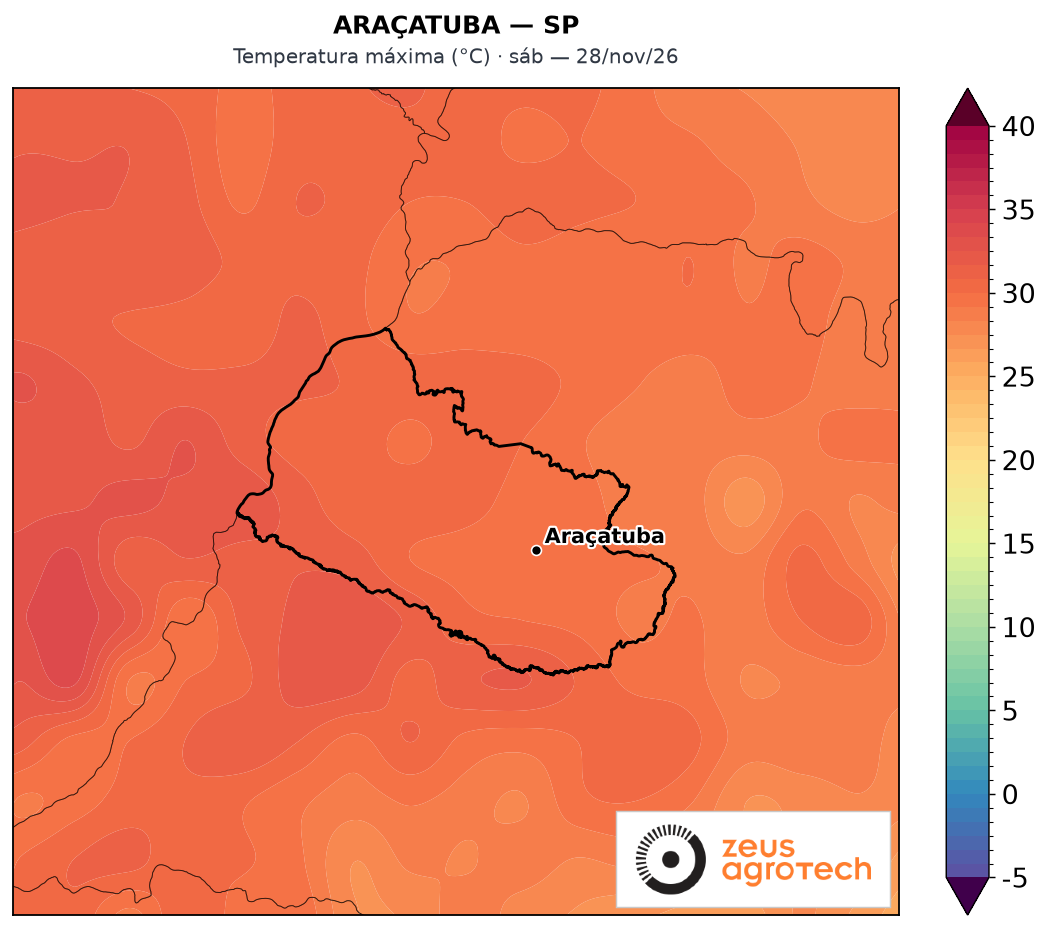 ARAÇATUBA — SP
Temperatura máxima (°C) · sáb — 28/nov/26
40
35
30
25
20
15
10
5
0
-5
Araçatuba
zeus
agrotech